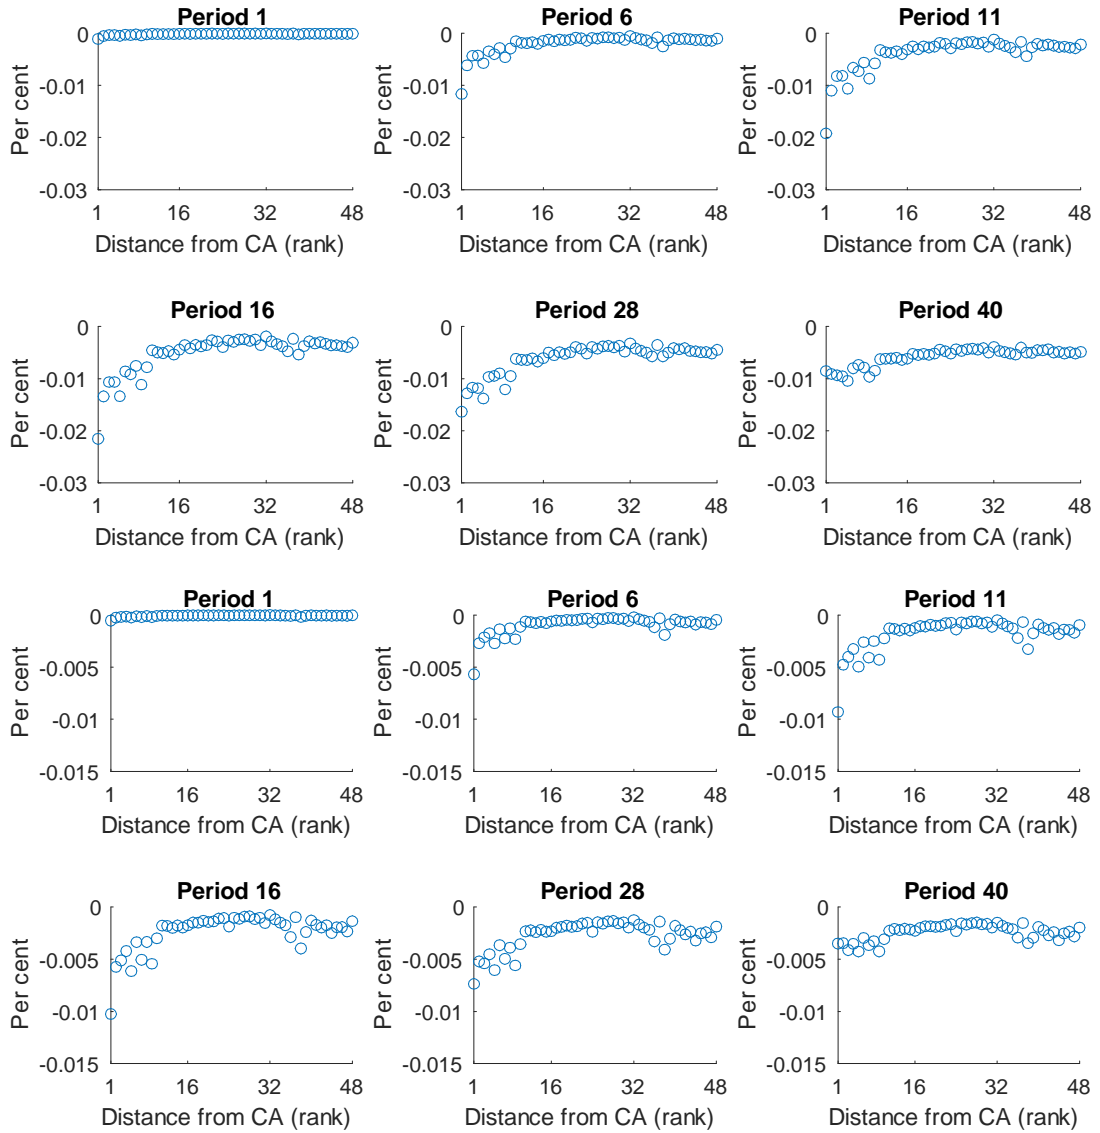 Period 1
0
-0.01
-0.02
-0.03
Per cent
1 16 32 48
Distance from CA (rank)
Period 6
0
-0.01
-0.02
-0.03
Per cent
1 16 32 48
Distance from CA (rank)
Period 11
0
-0.01
-0.02
-0.03
Per cent
1 16 32 48
Distance from CA (rank)
Period 16
0
-0.01
-0.02
-0.03
Per cent
1 16 32 48
Distance from CA (rank)
Period 28
0
-0.01
-0.02
-0.03
Per cent
1 16 32 48
Distance from CA (rank)
Period 40
0
-0.01
-0.02
-0.03
Per cent
1 16 32 48
Distance from CA (rank)
Period 1
0
-0.005
-0.01
-0.015
Per cent
1 16 32 48
Distance from CA (rank)
Period 6
0
-0.005
-0.01
-0.015
Per cent
1 16 32 48
Distance from CA (rank)
Period 11
0
-0.005
-0.01
-0.015
Per cent
1 16 32 48
Distance from CA (rank)
Period 16
0
-0.005
-0.01
-0.015
Per cent
1 16 32 48
Distance from CA (rank)
Period 28
0
-0.005
-0.01
-0.015
Per cent
1 16 32 48
Distance from CA (rank)
Period 40
0
-0.005
-0.01
-0.015
Per cent
1 16 32 48
Distance from CA (rank)